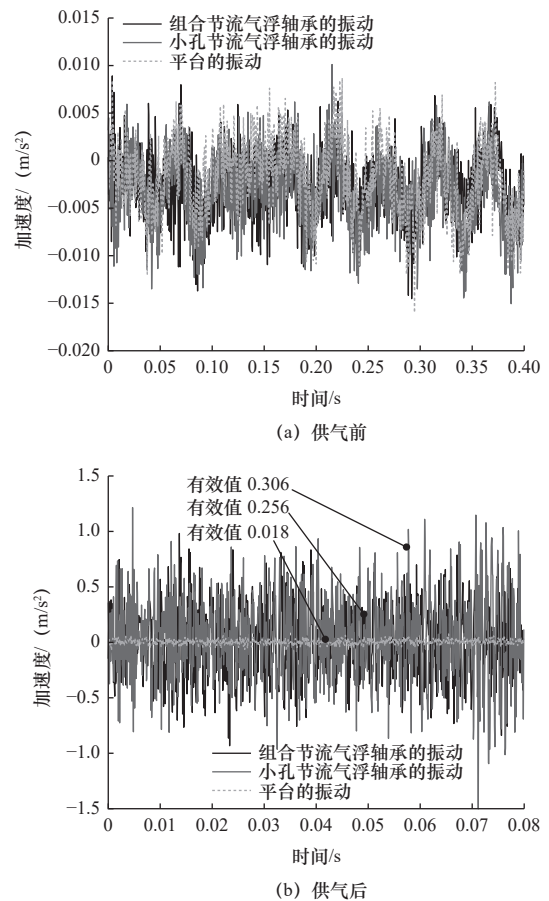 0.015
0.010
0.005
0
−0.005
−0.010
−0.015
−0.020
加速度/（m/s²）
组合节流气浮轴承的振动
小孔节流气浮轴承的振动
平台的振动
0 0.05 0.10 0.15 0.20 0.25 0.30 0.35 0.40
时间/s
(a) 供气前
1.5
1.0
0.5
0
−0.5
−1.0
−1.5
加速度/（m/s²）
有效值 0.306
有效值 0.256
有效值 0.018
组合节流气浮轴承的振动
小孔节流气浮轴承的振动
平台的振动
0 0.01 0.02 0.03 0.04 0.05 0.06 0.07 0.08
时间/s
(b) 供气后